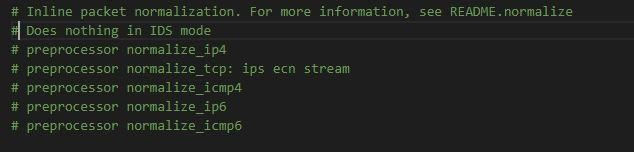 # Inline packet normalization. For more information, see README.normalize
# Does nothing in IDS mode
# preprocessor normalize_ip4
# preprocessor normalize_tcp: ips ecn stream
# preprocessor normalize_icmp4
# preprocessor normalize_ip6
# preprocessor normalize_icmp6